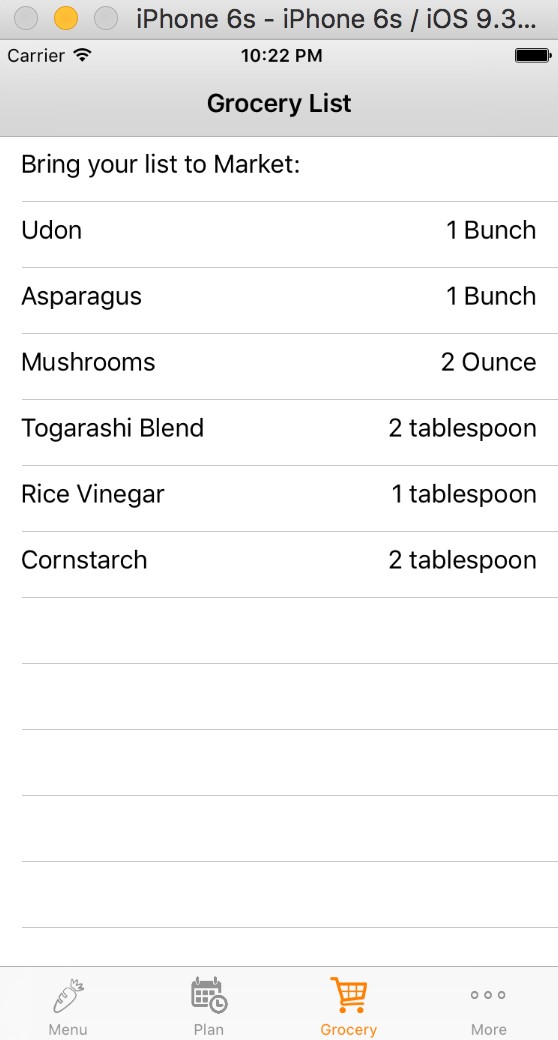 iPhone 6s - iPhone 6s / iOS 9.3...
Carrier 10:22 PM
Grocery List
Bring your list to Market:
Udon 1 Bunch
Asparagus 1 Bunch
Mushrooms 2 Ounce
Togarashi Blend 2 tablespoon
Rice Vinegar 1 tablespoon
Cornstarch 2 tablespoon
Menu Plan Grocery More